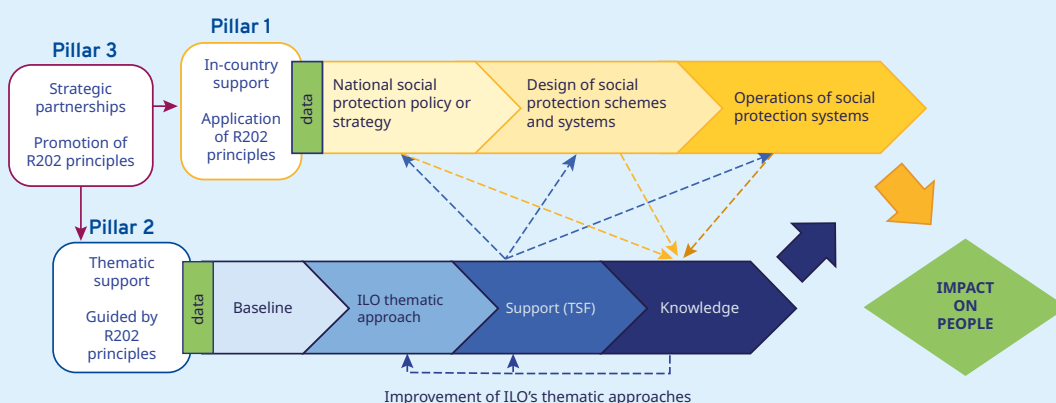 Pillar 3
Strategic
partnerships
Promotion of
R202 principles
Pillar 1
In-country
support
Application
of R202
principles
data
National social
protection policy or
strategy
Design of social
protection schemes
and systems
Operations of social
protection systems
Pillar 2
Thematic
support
Guided by
R202
principles
data
Baseline
ILO thematic
approach
Support (TSF)
Knowledge
IMPACT
ON
PEOPLE
Improvement of ILO’s thematic approaches